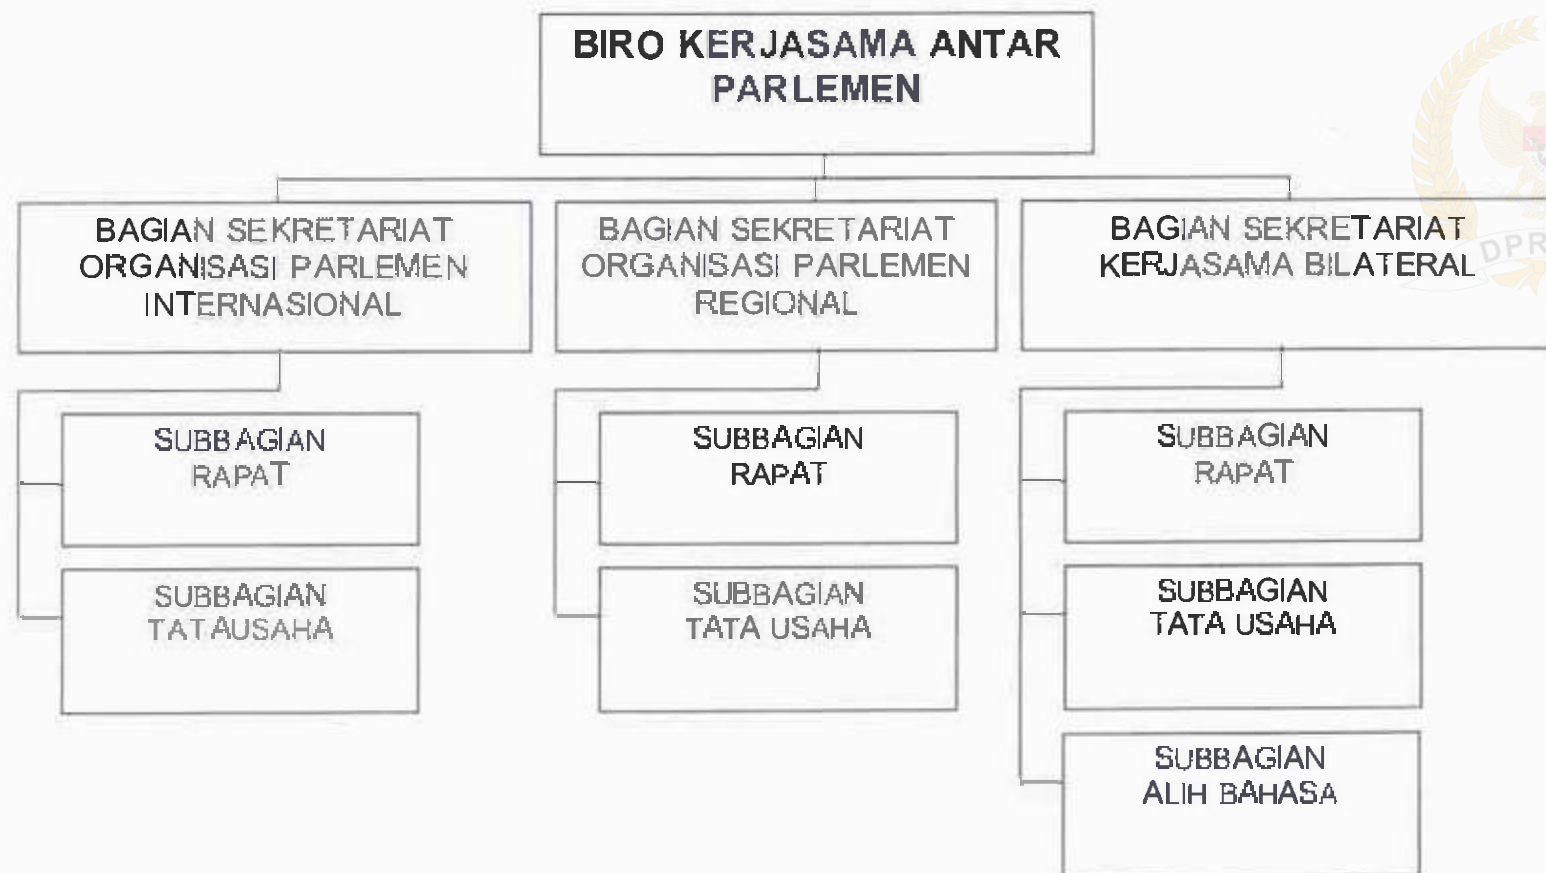 BIRO KERJASAMA ANTAR
PARLEMEN
BAGIAN SEKRETARIAT
ORGANISASI PARLEMEN
INTERNASIONAL
BAGIAN SEKRETARIAT
ORGANISASI PARLEMEN
REGIONAL
BAGIAN SEKRETARIAT
KERJASAMA BILATERAL
DPR
SUBBAGIAN
RAPAT
SUBBAGIAN
TATAUSAHA
SUBBAGIAN
RAPAT
SUBBAGIAN
TATA USAHA
SUBBAGIAN
RAPAT
SUBBAGIAN
TATA USAHA
SUBBAGIAN
ALIH BAHASA